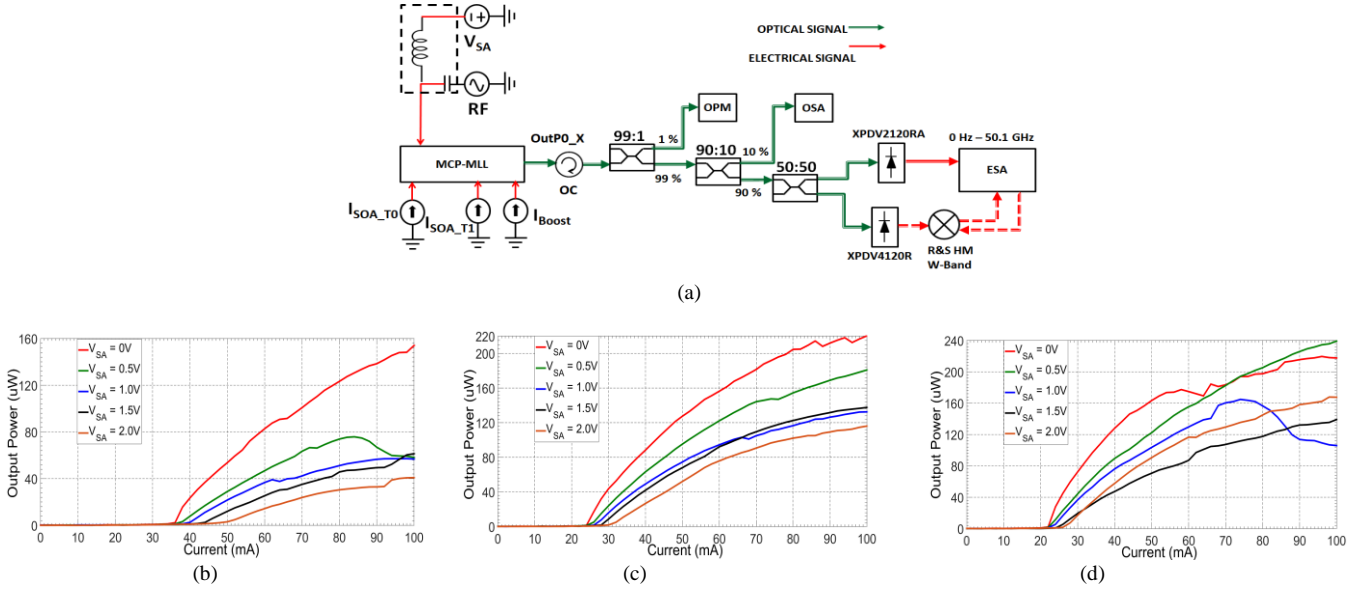 V_SA
RF
OPTICAL SIGNAL
ELECTRICAL SIGNAL
OPM
OSA
OutP0_X
99:1
1 %
90:10
10 %
XPDV2120RA
0 Hz – 50.1 GHz
MCP-MLL
OC
99 %
50:50
90 %
ESA
I_SOA_T0
I_SOA_T1
I_Boost
XPDV4120R
R&S HM
W-Band
(a)
160
120
80
40
0
Output Power (uW)
V_SA = 0V
V_SA = 0.5V
V_SA = 1.0V
V_SA = 1.5V
V_SA = 2.0V
0 10 20 30 40 50 60 70 80 90 100
Current (mA)
(b)
220
200
160
120
80
40
0
Output Power (uW)
V_SA = 0V
V_SA = 0.5V
V_SA = 1.0V
V_SA = 1.5V
V_SA = 2.0V
0 10 20 30 40 50 60 70 80 90 100
Current (mA)
(c)
240
200
160
120
80
40
0
Output Power (uW)
V_SA = 0V
V_SA = 0.5V
V_SA = 1.0V
V_SA = 1.5V
V_SA = 2.0V
0 10 20 30 40 50 60 70 80 90 100
Current (mA)
(d)